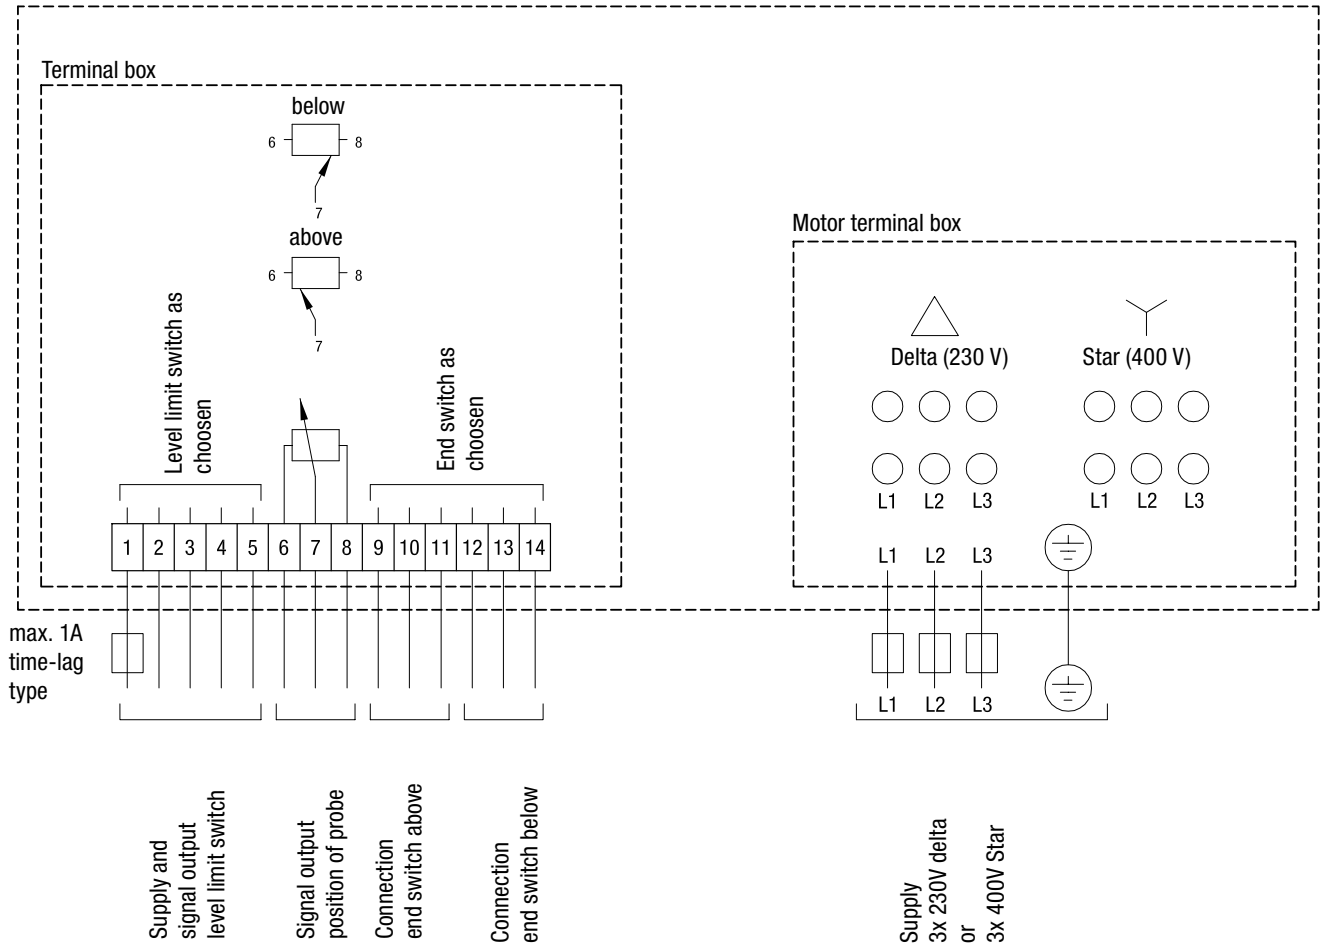 Terminal box
below
6
8
7
above
6
8
7
Level limit switch as
choosen
End switch as
choosen
1 2 3 4 5 6 7 8 9 10 11 12 13 14
max. 1A
time-lag
type
Supply and
signal output
level limit switch
Signal output
position of probe
Connection
end switch above
Connection
end switch below
Motor terminal box
Delta (230 V)
Star (400 V)
L1 L2 L3
L1 L2 L3
L1 L2 L3
L1 L2 L3
Supply
3x 230V delta
or
3x 400V Star